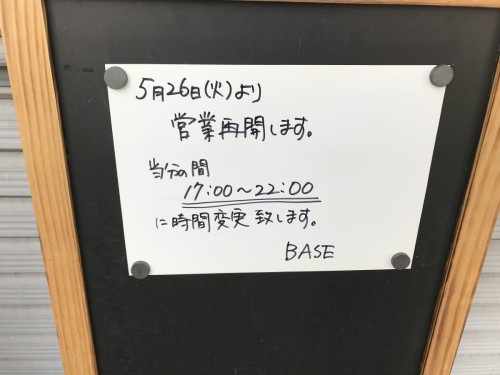 5月26日(火)より
営業再開します。
当分の間
17:00〜22:00
に時間変更致します。
BASE